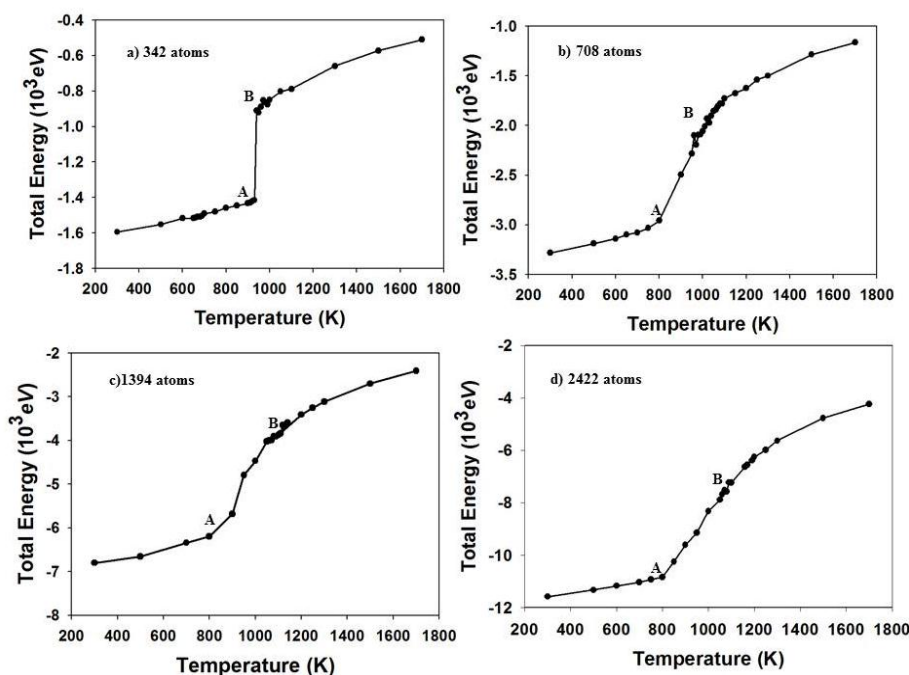 a) 342 atoms
Total Energy (10³eV)
-0.4
-0.6
-0.8
-1.0
-1.2
-1.4
-1.6
-1.8
B
A
200 400 600 800 1000 1200 1400 1600 1800
Temperature (K)
b) 708 atoms
Total Energy (10³eV)
-1.0
-1.5
-2.0
-2.5
-3.0
-3.5
B
A
200 400 600 800 1000 1200 1400 1600 1800
Temperature (K)
c)1394 atoms
Total Energy (10³eV)
-2
-3
-4
-5
-6
-7
-8
B
A
200 400 600 800 1000 1200 1400 1600 1800
Temperature (K)
d) 2422 atoms
Total Energy (10³eV)
-2
-4
-6
-8
-10
-12
B
A
200 400 600 800 1000 1200 1400 1600 1800
Temperature (K)